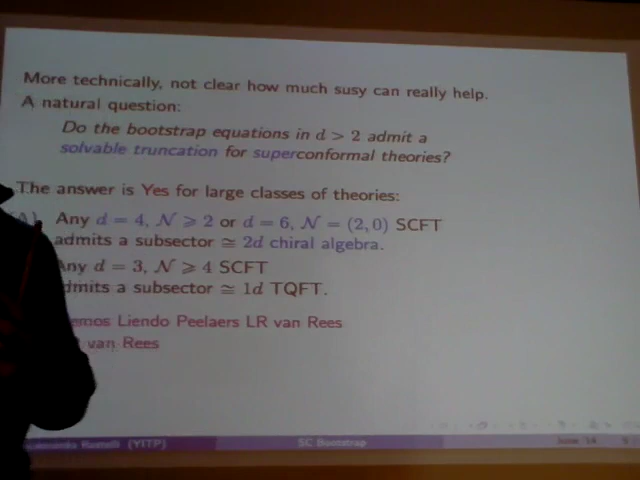 More technically, not clear how much susy can really help.
A natural question:
Do the bootstrap equations in d > 2 admit a
solvable truncation for superconformal theories?
The answer is Yes for large classes of theories:
(A) Any d = 4, 𝒩 ⩾ 2 or d = 6, 𝒩 = (2, 0) SCFT
admits a subsector ≅ 2d chiral algebra.
Any d = 3, 𝒩 ⩾ 4 SCFT
dmits a subsector ≅ 1d TQFT.
emos Liendo Peelaers LR van Rees
van Rees
Rastelli (YITP) SC Bootstrap June '14